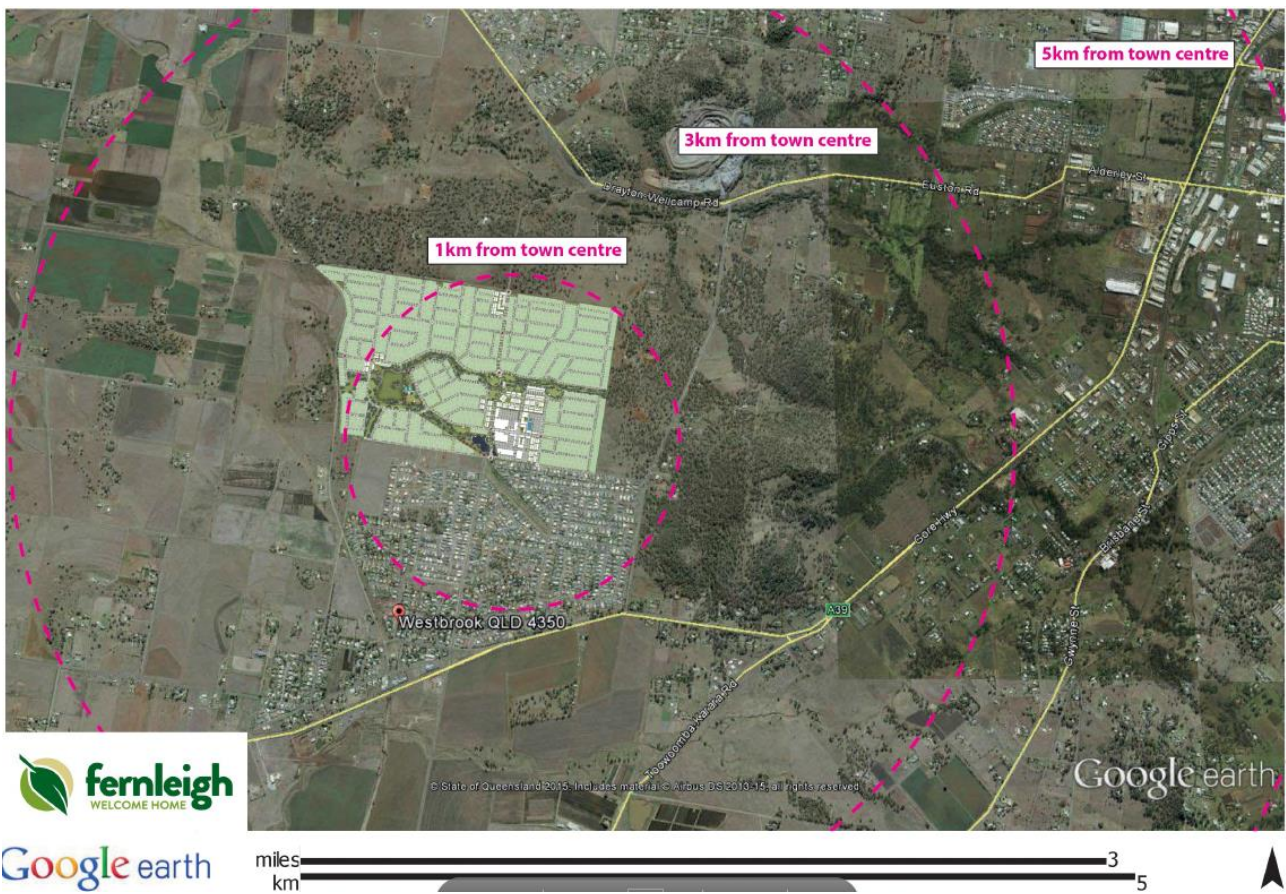 5km from town centre
3km from town centre
Alderley St
Euston Rd
Drayton-Wellcamp Rd
1km from town centre
Gipps St
Gore Hwy
Brisbane St
A39
Westbrook QLD 4350
Gwynne St
Toowoomba-Karara Rd
fernleigh
WELCOME HOME
© State of Queensland 2015, Includes material © Airbus DS 2013-15, all rights reserved
Google earth
Google earth
miles 3
km 5